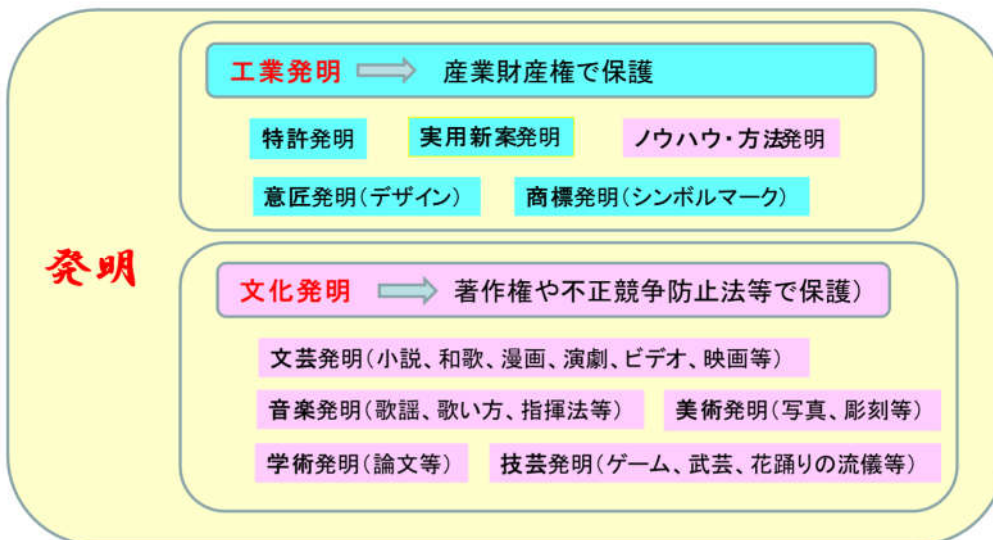 工業発明 産業財産権で保護
特許発明 実用新案発明 ノウハウ・方法発明
意匠発明(デザイン) 商標発明(シンボルマーク)
発明
文化発明 著作権や不正競争防止法等で保護)
文芸発明(小説、和歌、漫画、演劇、ビデオ、映画等)
音楽発明(歌謡、歌い方、指揮法等) 美術発明(写真、彫刻等)
学術発明(論文等) 技芸発明(ゲーム、武芸、花踊りの流儀等)